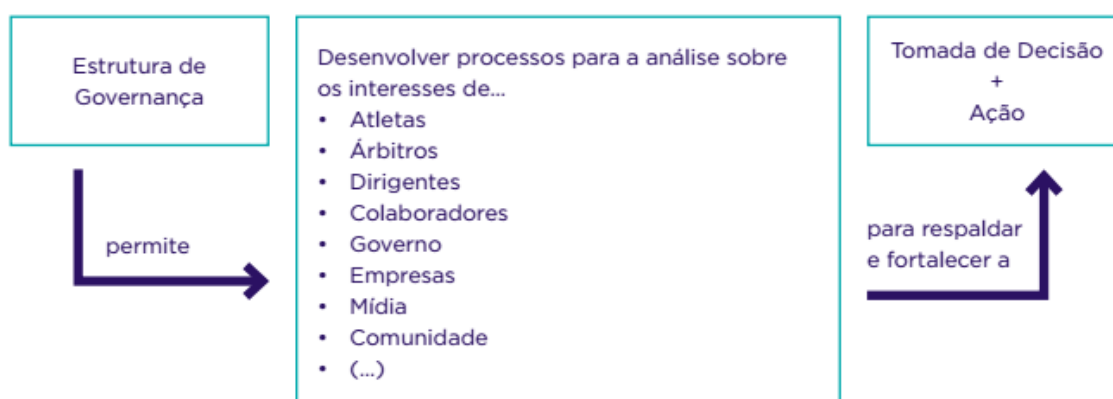 Estrutura de
Governança
permite
Desenvolver processos para a análise sobre
os interesses de...
• Atletas
• Árbitros
• Dirigentes
• Colaboradores
• Governo
• Empresas
• Mídia
• Comunidade
• (...)
para respaldar
e fortalecer a
Tomada de Decisão
+
Ação